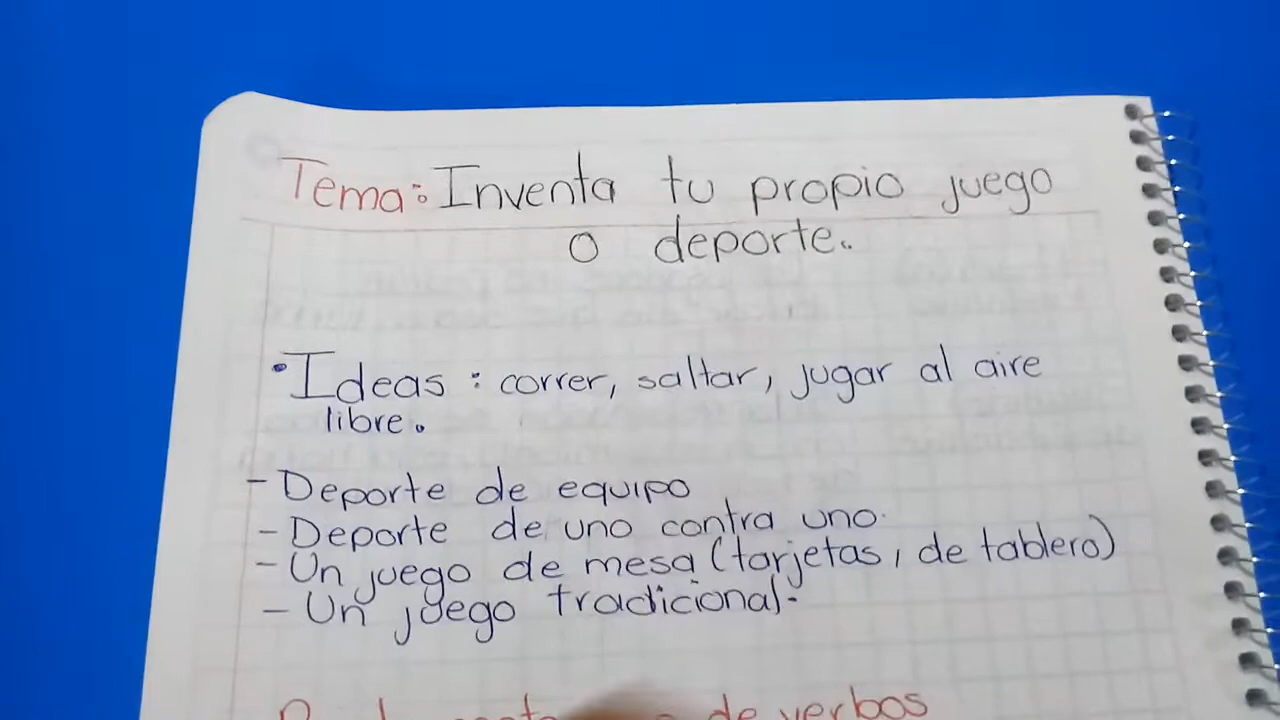 Tema: Inventa tu propio juego
o deporte.
• Ideas : correr, saltar, jugar al aire
libre.
- Deporte de equipo
- Deporte de uno contra uno.
- Un juego de mesa (tarjetas, de tablero)
- Un juego tradicional.
de verbos